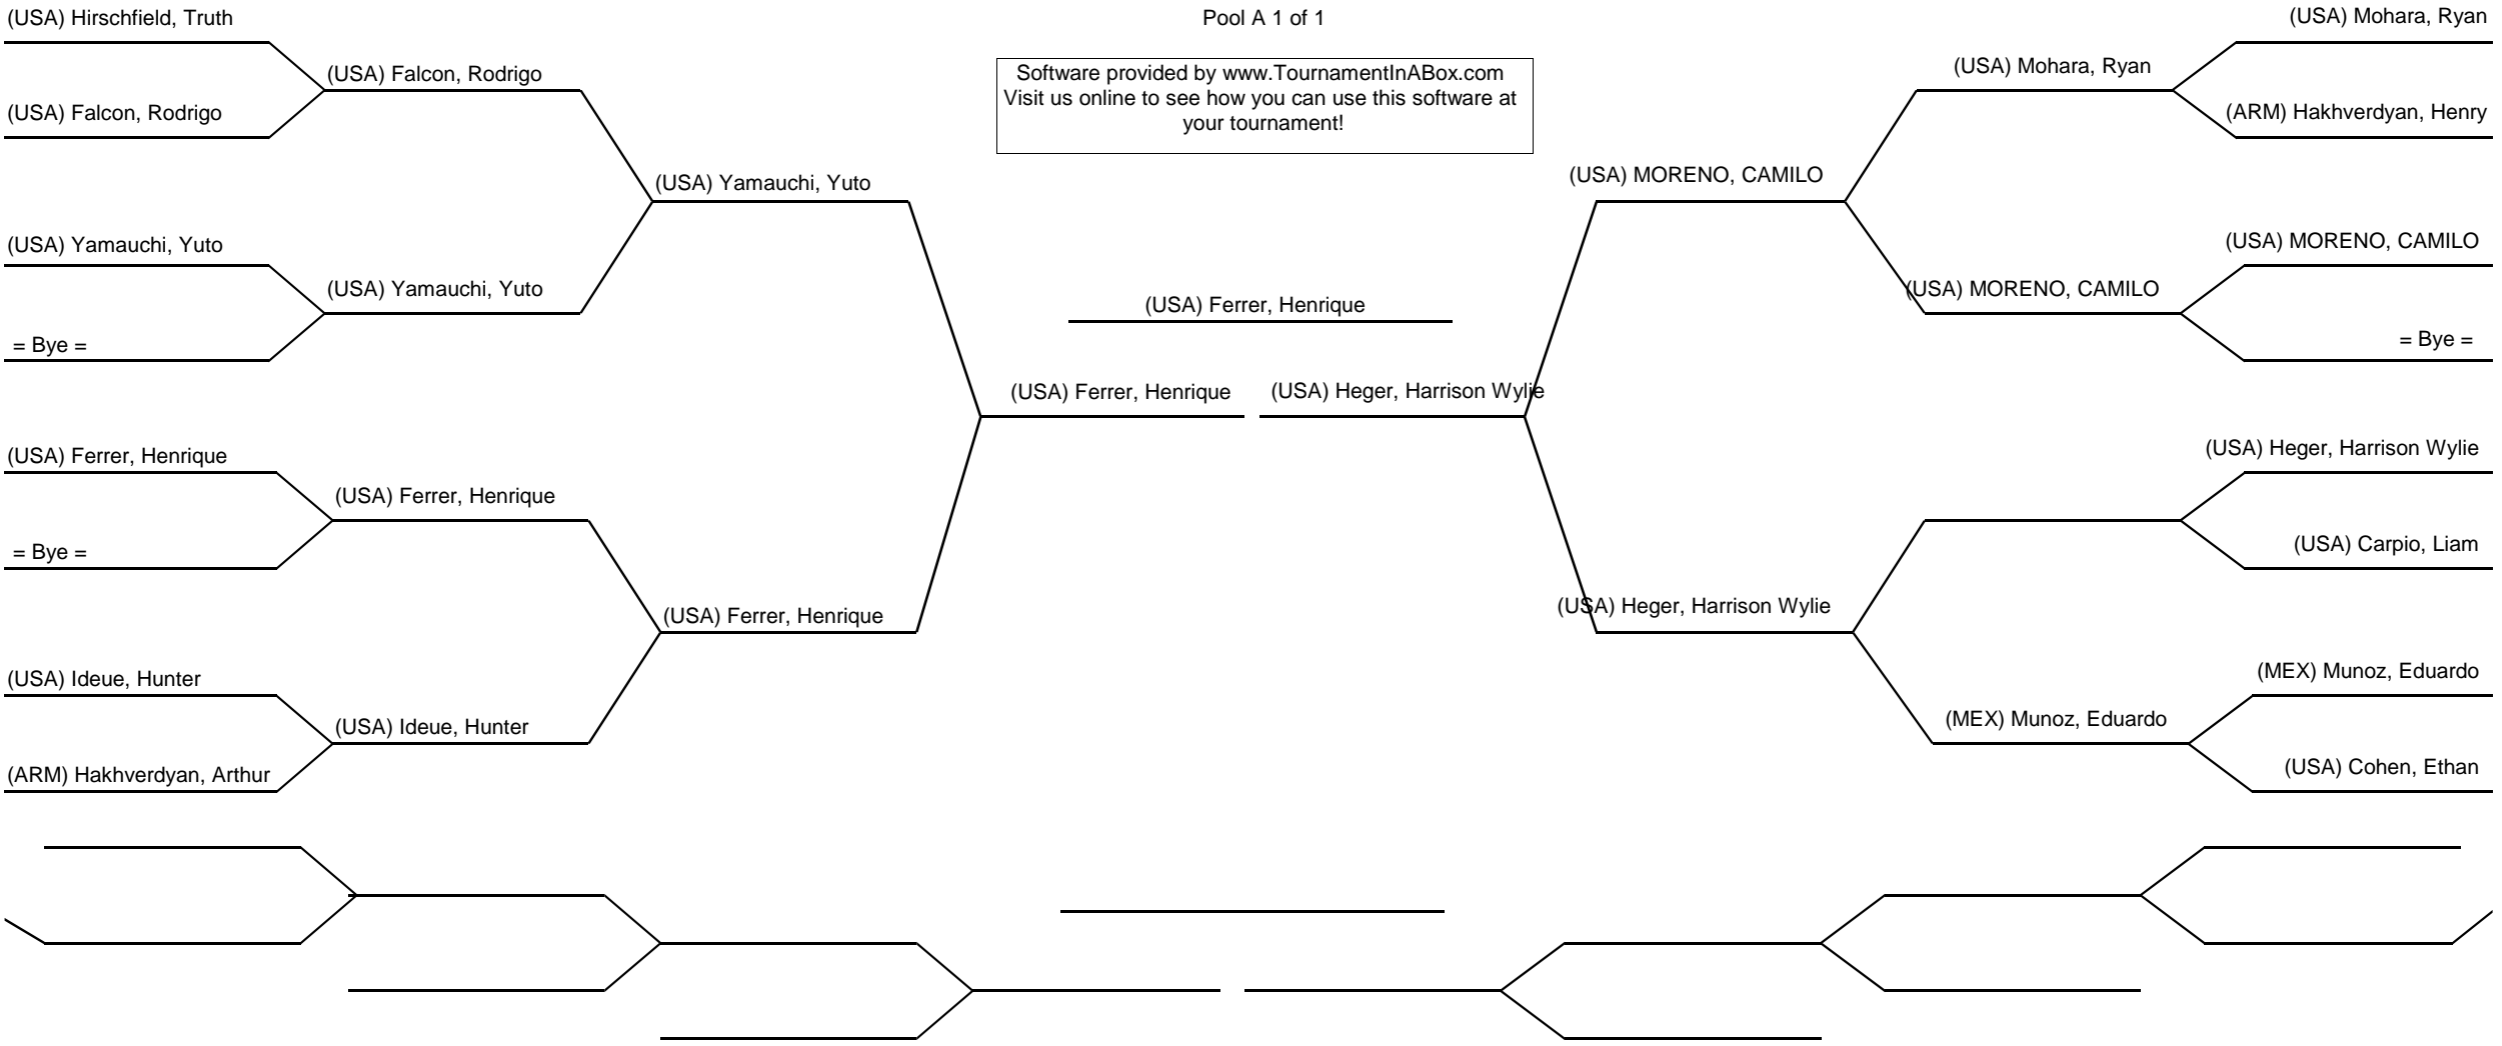 Pool A 1 of 1
Software provided by www.TournamentInABox.com
Visit us online to see how you can use this software at
your tournament!
(USA) Hirschfield, Truth
(USA) Falcon, Rodrigo
(USA) Yamauchi, Yuto
= Bye =
(USA) Ferrer, Henrique
= Bye =
(USA) Ideue, Hunter
(ARM) Hakhverdyan, Arthur
(USA) Falcon, Rodrigo
(USA) Yamauchi, Yuto
(USA) Ferrer, Henrique
(USA) Ideue, Hunter
(USA) Yamauchi, Yuto
(USA) Ferrer, Henrique
(USA) Ferrer, Henrique
(USA) Ferrer, Henrique
(USA) Heger, Harrison Wylie
(USA) MORENO, CAMILO
(USA) Heger, Harrison Wylie
(USA) Mohara, Ryan
(USA) MORENO, CAMILO
(MEX) Munoz, Eduardo
(USA) Mohara, Ryan
(ARM) Hakhverdyan, Henry
(USA) MORENO, CAMILO
= Bye =
(USA) Heger, Harrison Wylie
(USA) Carpio, Liam
(MEX) Munoz, Eduardo
(USA) Cohen, Ethan